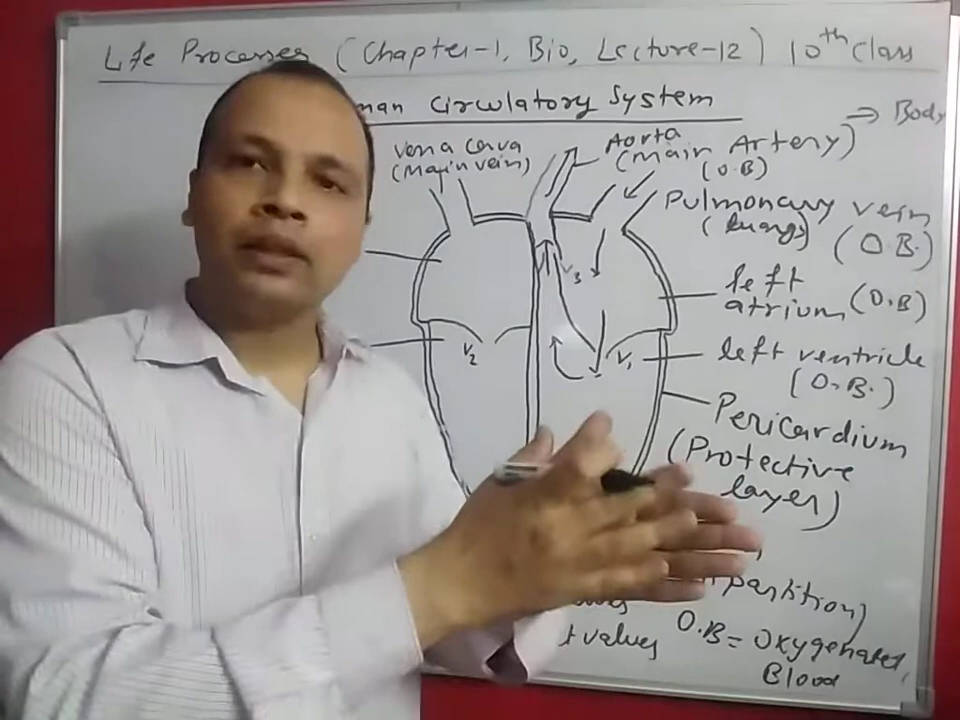 Life Processes (Chapter-1, Bio, Lecture-12) 10th Class
man Circulatory System
→ Body
Vena Cava
(Main vein)
Aorta
(Main Artery)
(O.B)
Pulmonary vein
(Lungs)
(O.B.)
V3
left
atrium (O.B)
V2
V1
left ventricle
(O.B.)
Pericardium
(Protective
layer)
partition)
t valves
O.B = Oxygenated
Blood